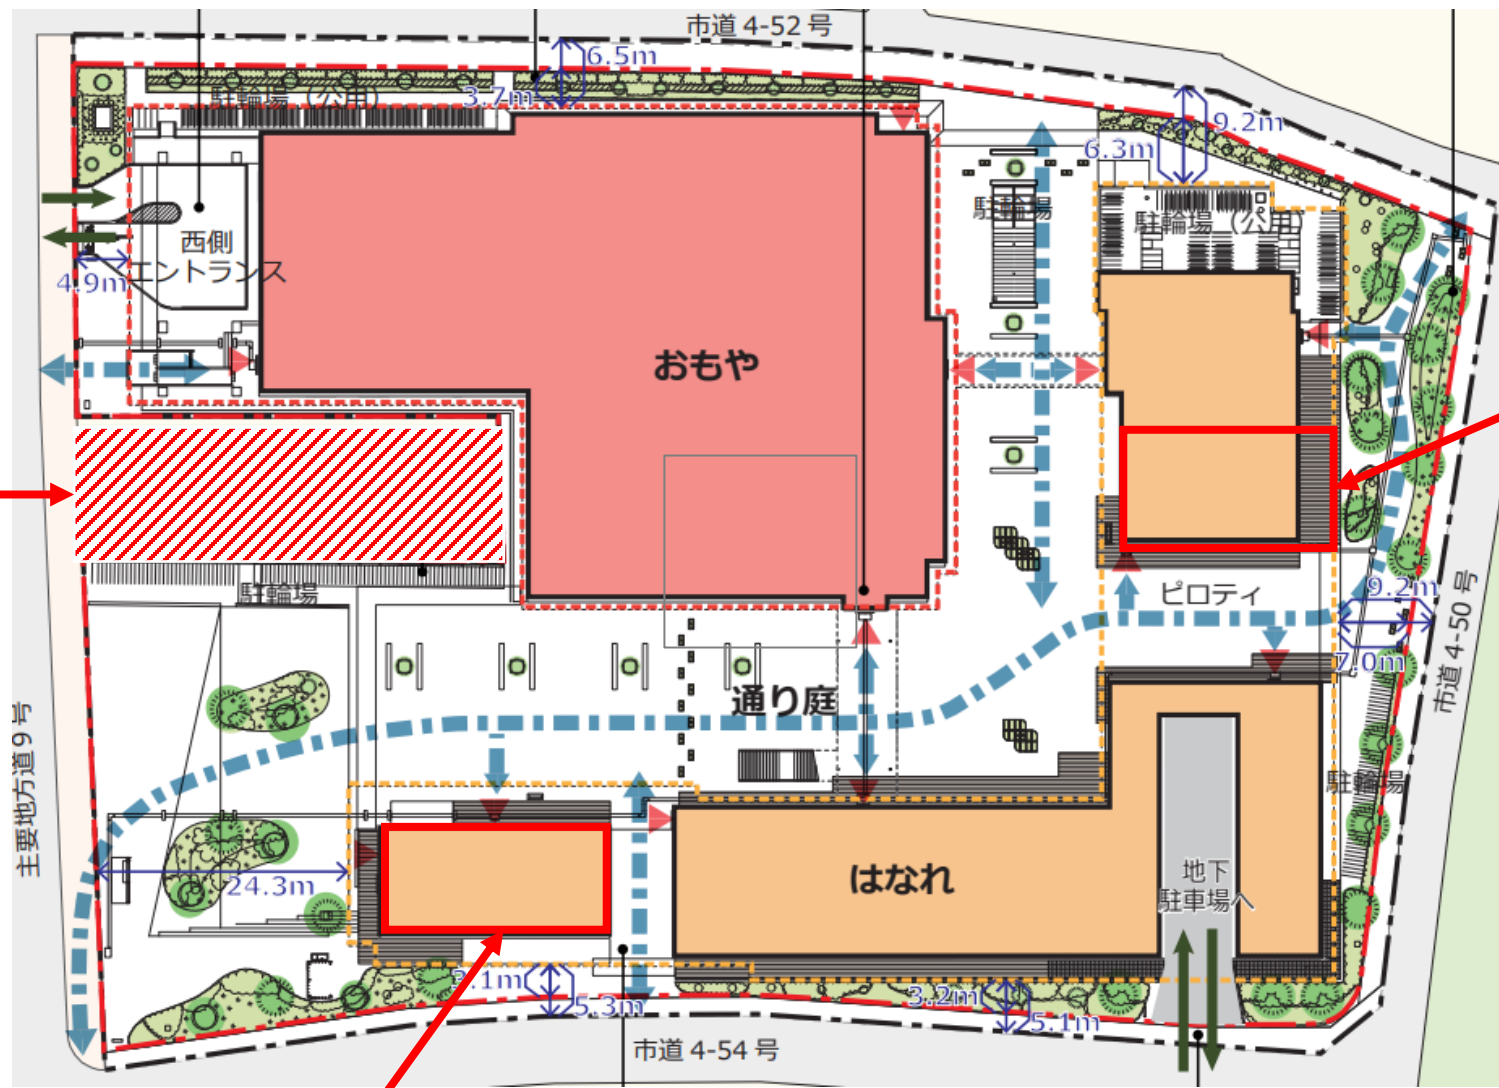 市道 4-52 号
6.5m
3.7m
駐輪場（公用）
9.2m
6.3m
駐輪場
駐輪場（公用）
西側
エントランス
4.9m
おもや
駐輪場
ピロティ
9.2m
7.0m
市道 4-50 号
通り庭
主要地方道 9 号
駐輪場
24.3m
はなれ
地下
駐車場へ
3.1m
5.3m
3.2m
5.1m
市道 4-54 号